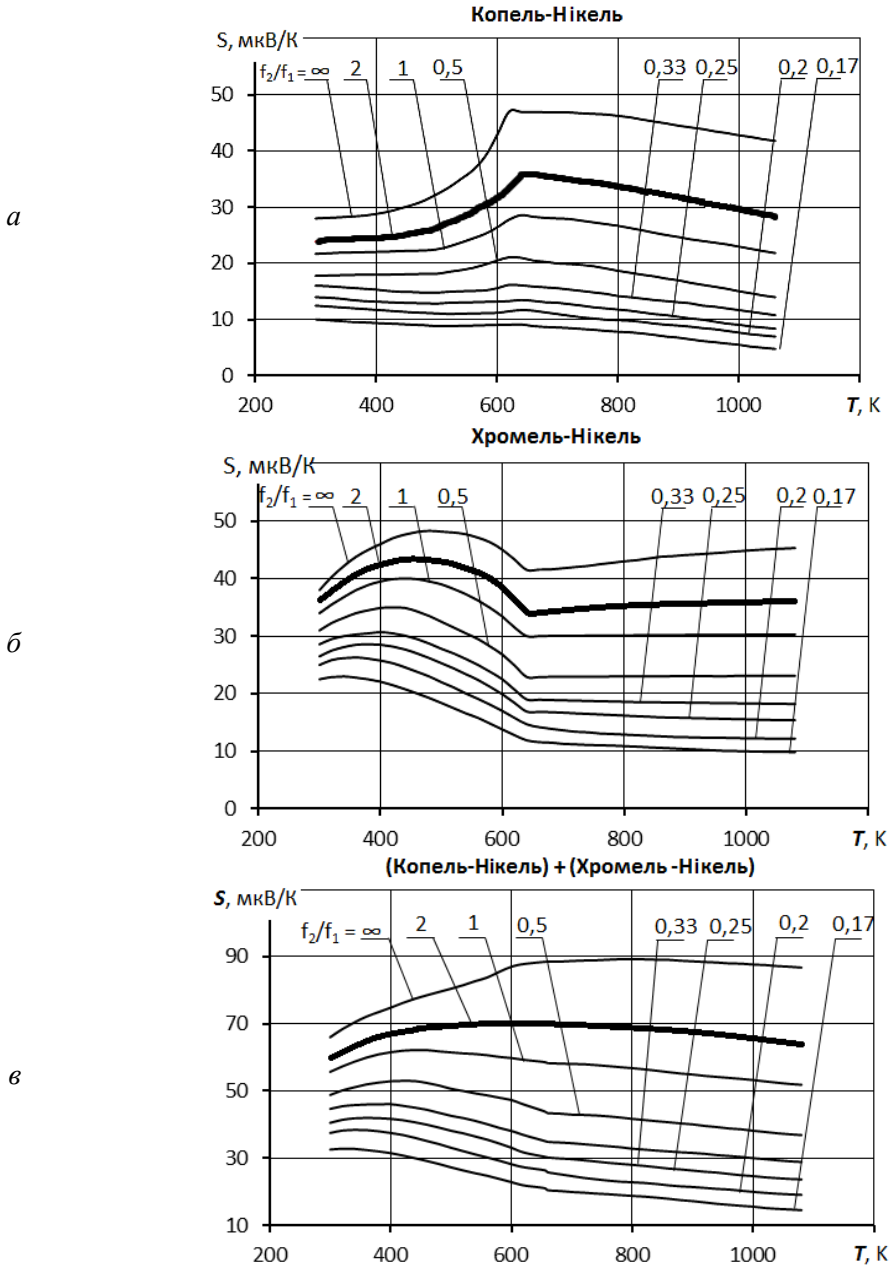 Копель-Нікель
S, мкВ/К
f₂/f₁ = ∞ 2 1 0,5 0,33 0,25 0,2 0,17
50
40
30
20
10
0
200 400 600 800 1000 T, К
а
Хромель-Нікель
S, мкВ/К
f₂/f₁ = ∞ 2 1 0,5 0,33 0,25 0,2 0,17
50
40
30
20
10
0
200 400 600 800 1000 T, К
б
(Копель-Нікель) + (Хромель -Нікель)
S, мкВ/К
f₂/f₁ = ∞ 2 1 0,5 0,33 0,25 0,2 0,17
90
70
50
30
10
200 400 600 800 1000 T, К
в